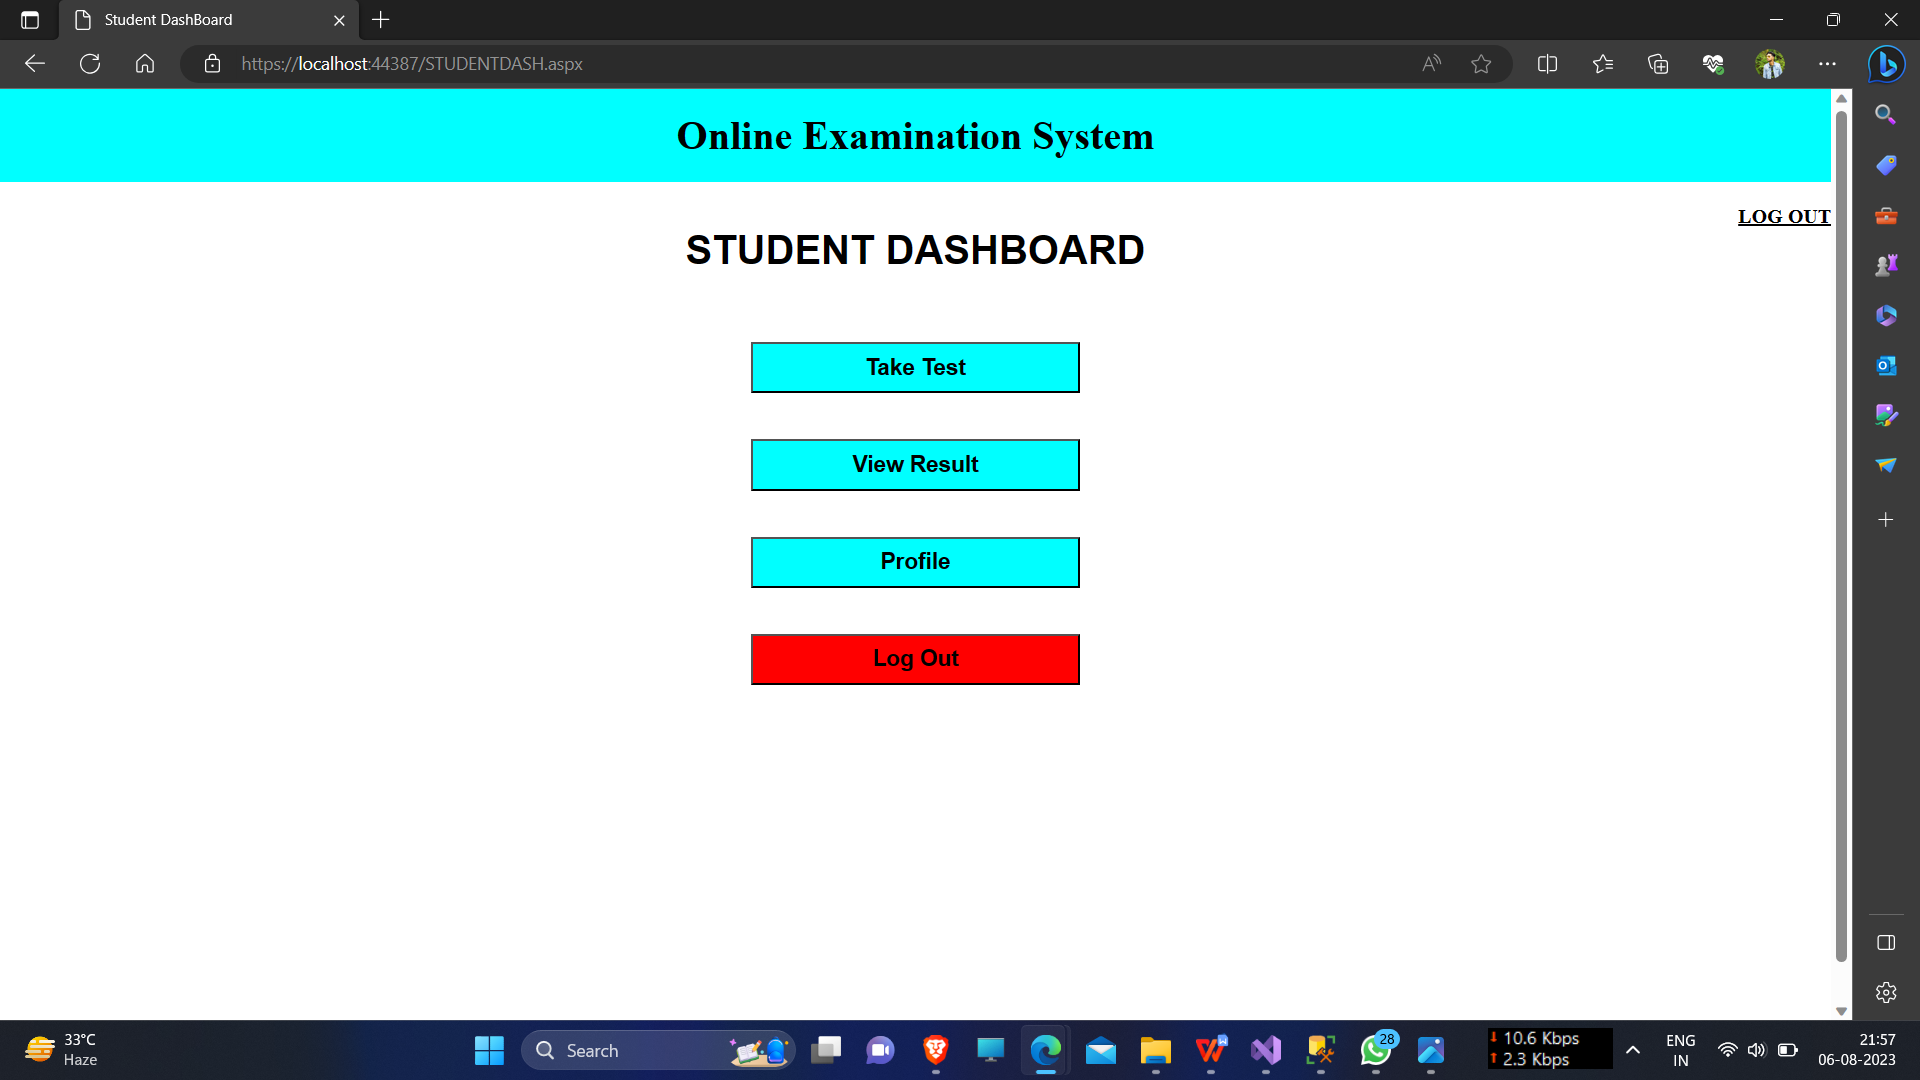 Student DashBoard
https://localhost:44387/STUDENTDASH.aspx
Online Examination System
LOG OUT
STUDENT DASHBOARD
Take Test
View Result
Profile
Log Out
33°C
Haze
Search
28
10.6 Kbps
2.3 Kbps
ENG
IN
21:57
06-08-2023